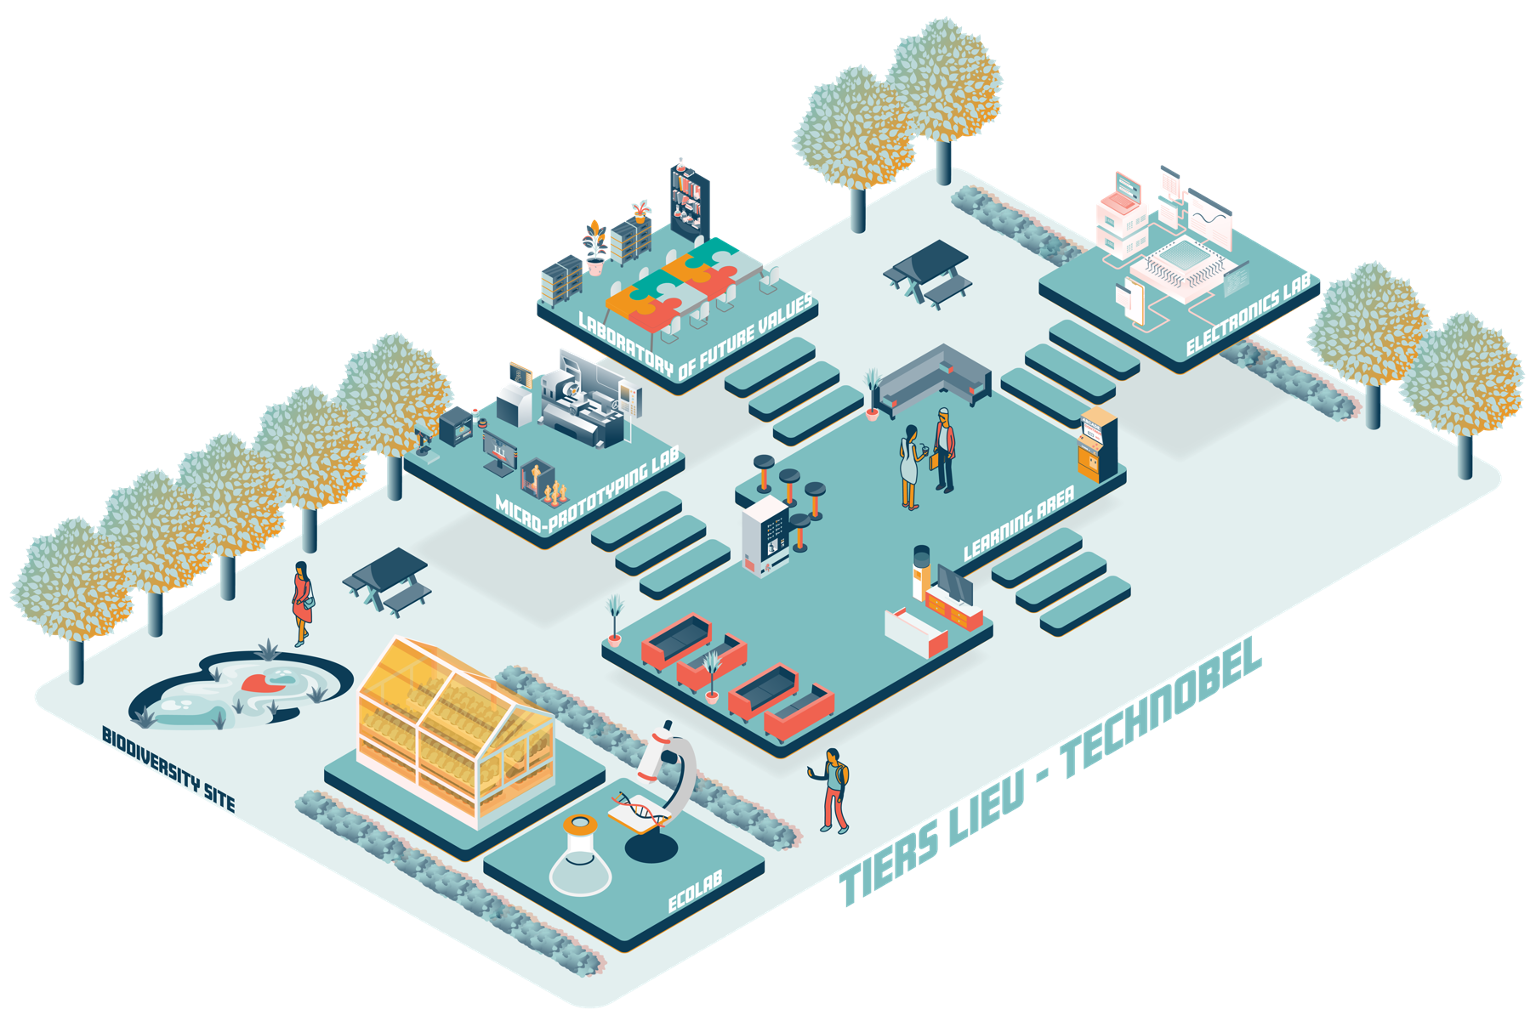 LABORATORY OF FUTURE VALUES
ELECTRONICS LAB
MICRO-PROTOTYPING LAB
LEARNING AREA
BIODIVERSITY SITE
ECOLAB
TIERS LIEU - TECHNOBEL